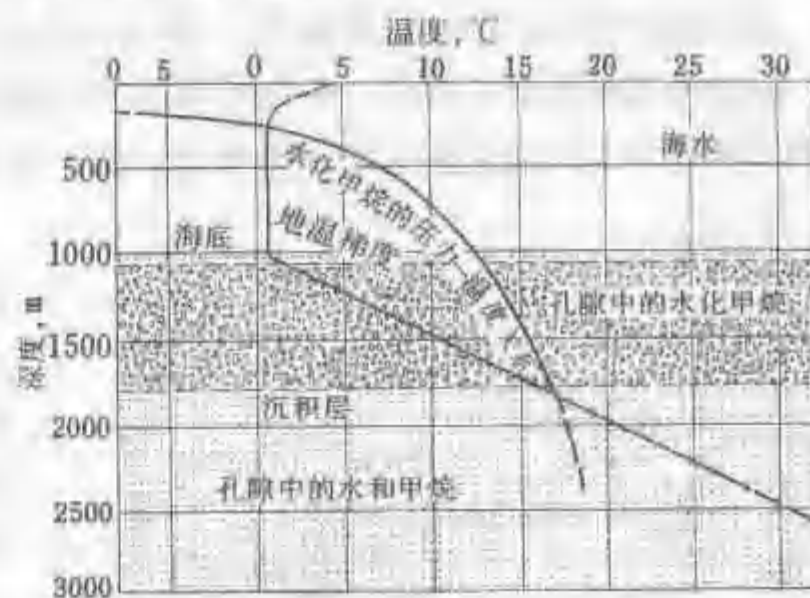 温度，℃
0 5 0 5 10 15 20 25 30
海水
500
水化甲烷的压力—温度关系
地温梯度
海底
1000
孔隙中的水化甲烷
深度，m
1500
沉积层
2000
孔隙中的水和甲烷
2500
3000